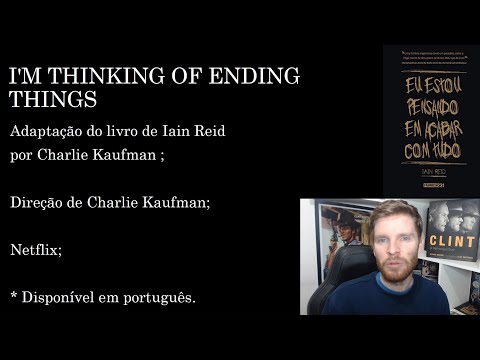 I'M THINKING OF ENDING
THINGS
Adaptação do livro de Iain Reid
por Charlie Kaufman ;
Direção de Charlie Kaufman;
Netflix;
* Disponível em português.
EU ESTOU
PENSANDO
EM ACABAR
COM TUDO
IAIN REID
CLINT